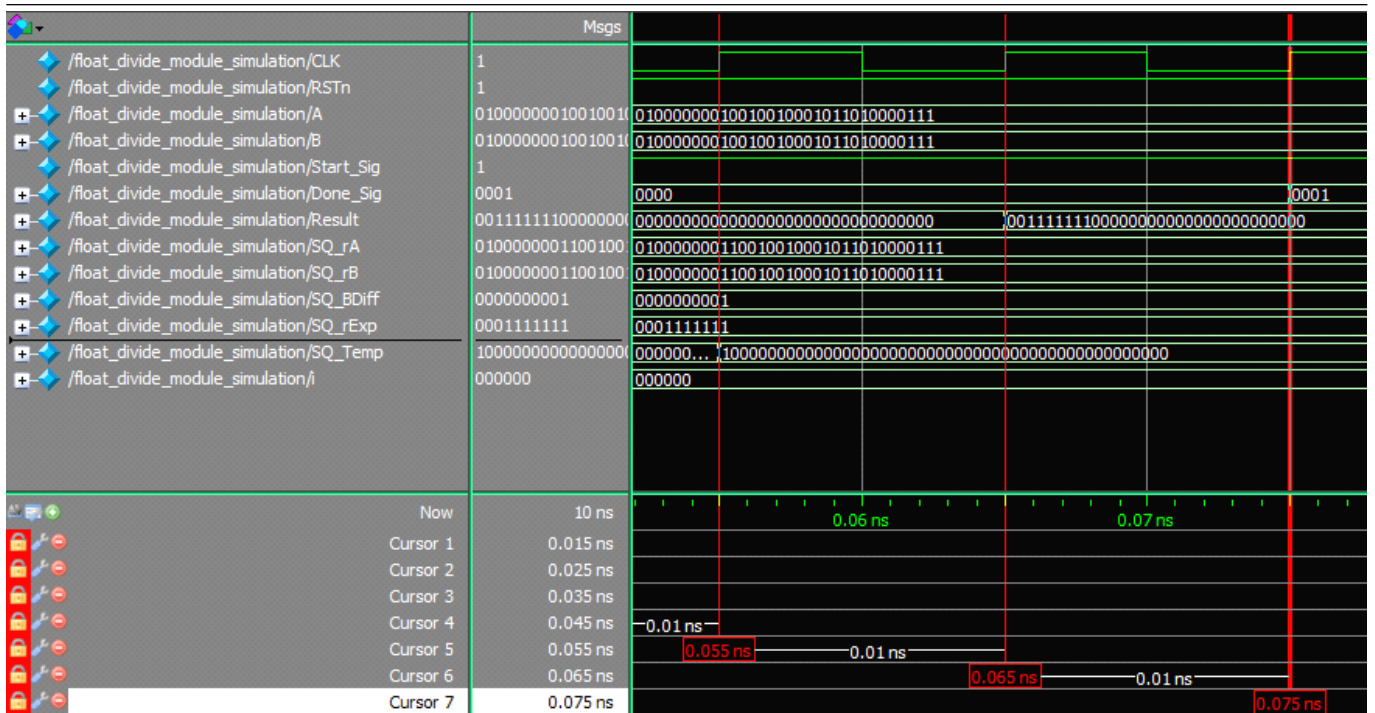 Msgs
/float_divide_module_simulation/CLK 1
/float_divide_module_simulation/RSTn 1
/float_divide_module_simulation/A 0100000001001001( 01000000010010010001011010000111
/float_divide_module_simulation/B 0100000001001001( 01000000010010010001011010000111
/float_divide_module_simulation/Start_Sig 1
/float_divide_module_simulation/Done_Sig 0001 0000 0001
/float_divide_module_simulation/Result 0011111110000000( 00000000000000000000000000000000 00111111100000000000000000000000
/float_divide_module_simulation/SQ_rA 0100000001100100 010000000110010010001011010000111
/float_divide_module_simulation/SQ_rB 0100000001100100 010000000110010010001011010000111
/float_divide_module_simulation/SQ_BDiff 0000000001 0000000001
/float_divide_module_simulation/SQ_rExp 0001111111 0001111111
/float_divide_module_simulation/SQ_Temp 000000...
/float_divide_module_simulation/i 000000 000000
Now 10 ns 0.06 ns 0.07 ns
Cursor 1 0.015 ns
Cursor 2 0.025 ns
Cursor 3 0.035 ns
Cursor 4 0.045 ns 0.01 ns
Cursor 5 0.055 ns 0.055 ns 0.01 ns
Cursor 6 0.065 ns 0.065 ns 0.01 ns
Cursor 7 0.075 ns 0.075 ns